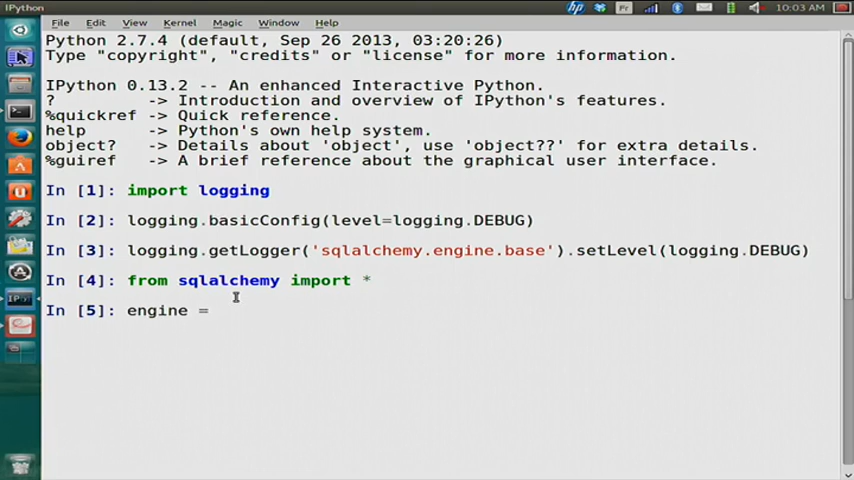 IPython
hp
Fr
10:03 AM
File Edit View Kernel Magic Window Help
Python 2.7.4 (default, Sep 26 2013, 03:20:26)
Type "copyright", "credits" or "license" for more information.
IPython 0.13.2 -- An enhanced Interactive Python.
? -> Introduction and overview of IPython's features.
%quickref -> Quick reference.
help -> Python's own help system.
object? -> Details about 'object', use 'object??' for extra details.
%guiref -> A brief reference about the graphical user interface.
In [1]: import logging
In [2]: logging.basicConfig(level=logging.DEBUG)
In [3]: logging.getLogger('sqlalchemy.engine.base').setLevel(logging.DEBUG)
In [4]: from sqlalchemy import *
In [5]: engine =